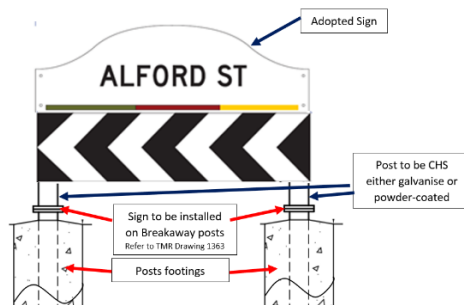 Adopted Sign
ALFORD ST
Post to be CHS
either galvanise or
powder-coated
Sign to be installed
on Breakaway posts
Refer to TMR Drawing 1363
Posts footings